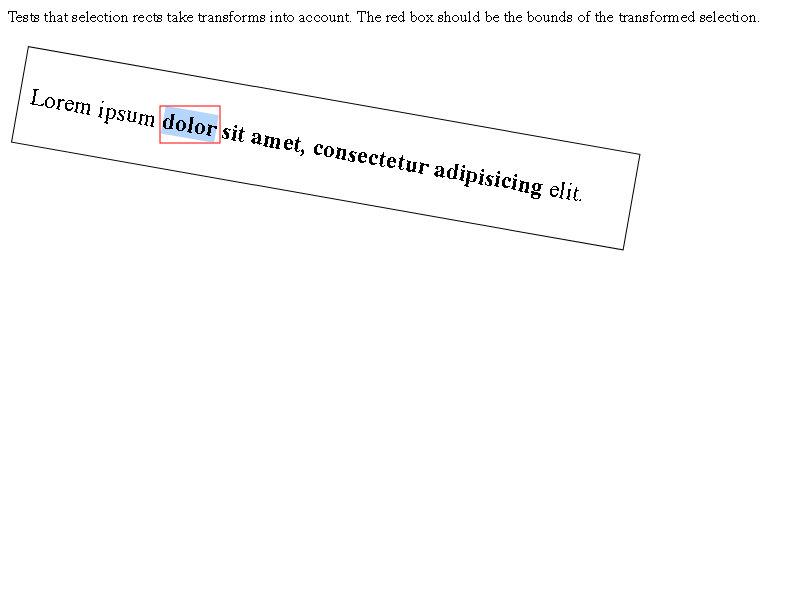 Tests that selection rects take transforms into account. The red box should be the bounds of the transformed selection.
Lorem ipsum dolor sit amet, consectetur adipisicing elit.